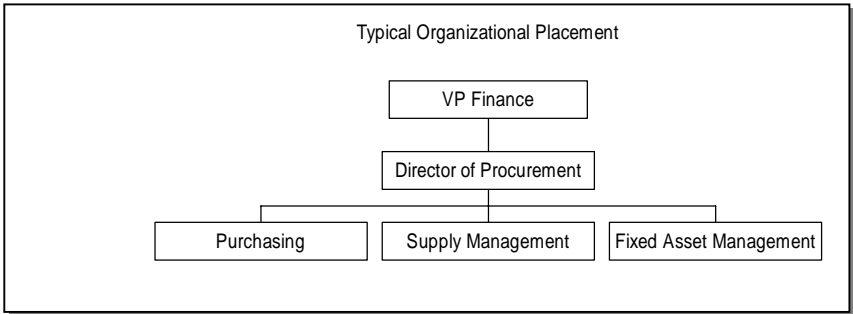 Typical Organizational Placement
VP Finance
Director of Procurement
Purchasing
Supply Management
Fixed Asset Management